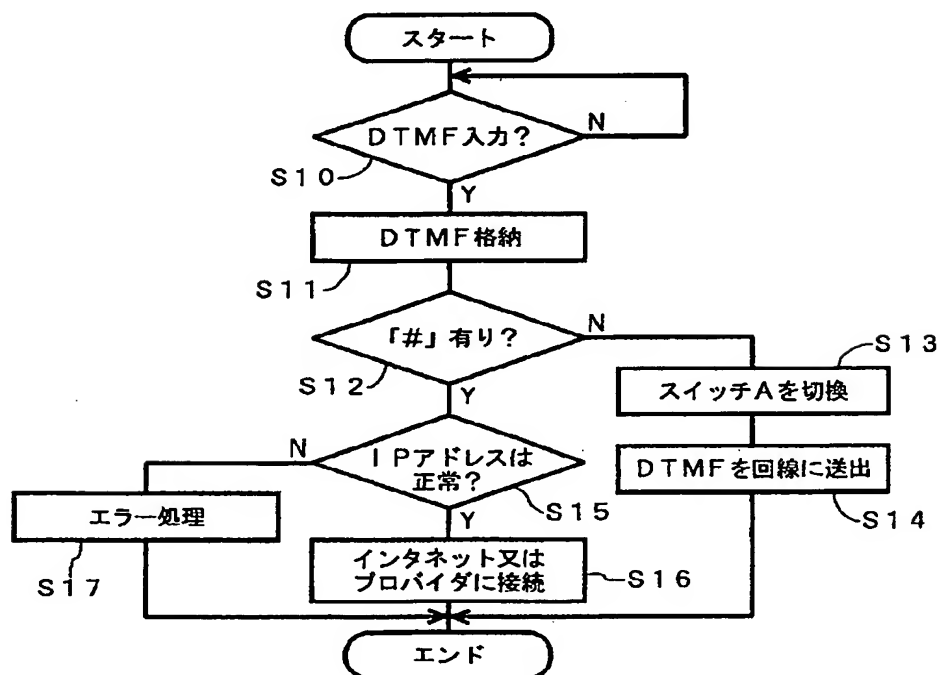 スタート
DTMF入力?
N
S10
Y
DTMF格納
S11
「#」有り?
N
S12
Y
S13
スイッチAを切換
IPアドレスは
正常?
N
S15
Y
DTMFを回線に送出
S14
エラー処理
S17
インタネット又は
プロバイダに接続
S16
エンド